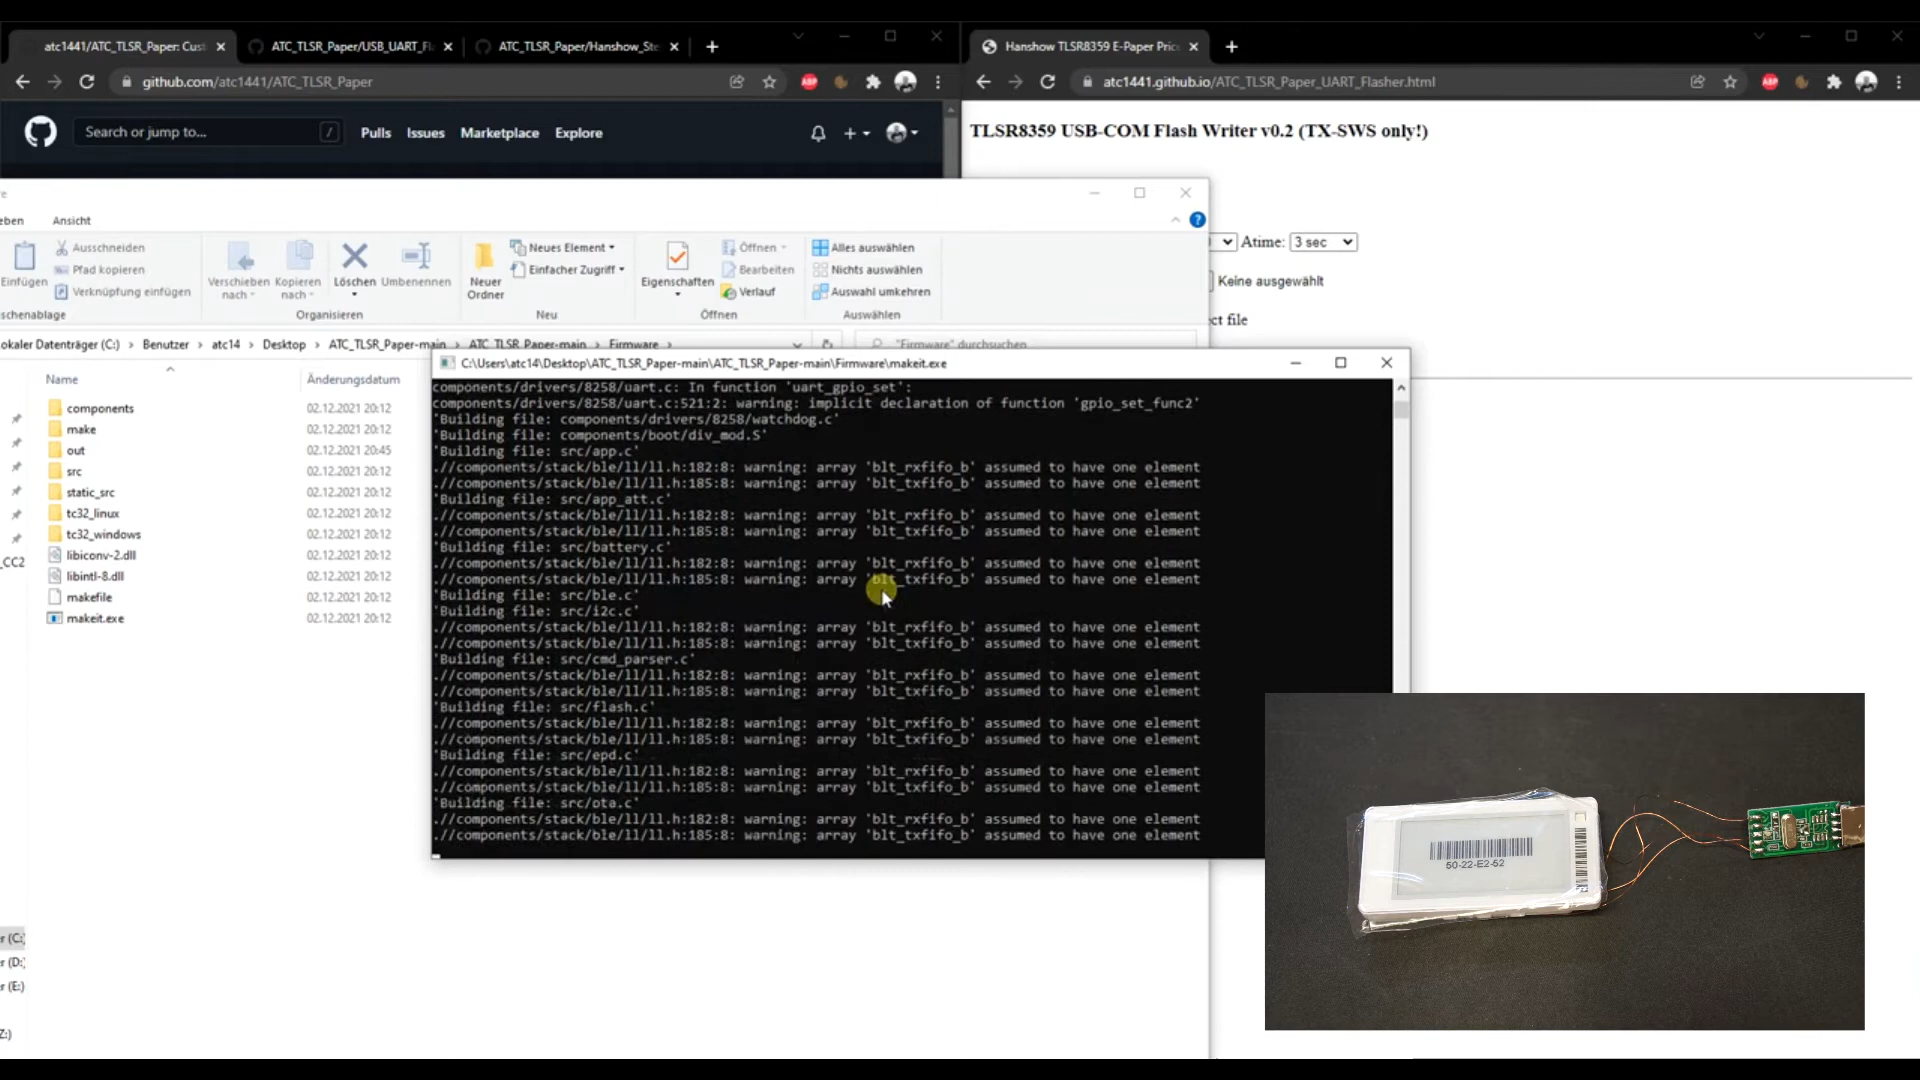 atc1441/ATC_TLSR_Paper: Cust
ATC_TLSR_Paper/USB_UART_Fl
ATC_TLSR_Paper/Hanshow_Ste
github.com/atc1441/ATC_TLSR_Paper
Search or jump to...
/
Pulls
Issues
Marketplace
Explore
Hanshow TLSR8359 E-Paper Pric
atc1441.github.io/ATC_TLSR_Paper_UART_Flasher.html
TLSR8359 USB-COM Flash Writer v0.2 (TX-SWS only!)
Atime: 3 sec
Keine ausgewählt
ect file
eben
Ansicht
Einfügen
Ausschneiden
Pfad kopieren
Verknüpfung einfügen
schenablage
Verschieben nach
Kopieren nach
Löschen
Umbenennen
Organisieren
Neuer Ordner
Neues Element
Einfacher Zugriff
Neu
Eigenschaften
Öffnen
Bearbeiten
Verlauf
Öffnen
Alles auswählen
Nichts auswählen
Auswahl umkehren
Auswählen
okaler Datenträger (C:) > Benutzer > atc14 > Desktop > ATC_TLSR_Paper-main > ATC_TLSR_Paper-main > Firmware
"Firmware" durchsuchen
Name
Änderungsdatum
components 02.12.2021 20:12
make 02.12.2021 20:12
out 02.12.2021 20:45
src 02.12.2021 20:12
static_src 02.12.2021 20:12
tc32_linux 02.12.2021 20:12
tc32_windows 02.12.2021 20:12
libiconv-2.dll 02.12.2021 20:12
libintl-8.dll 02.12.2021 20:12
makefile 02.12.2021 20:12
makeit.exe 02.12.2021 20:12
_CC2
r (C:
r (D:)
r (E:)
Z:)
C:\Users\atc14\Desktop\ATC_TLSR_Paper-main\ATC_TLSR_Paper-main\Firmware\makeit.exe
components/drivers/8258/uart.c: In function 'uart_gpio_set':
components/drivers/8258/uart.c:521:2: warning: implicit declaration of function 'gpio_set_func2'
'Building file: components/drivers/8258/watchdog.c'
'Building file: components/boot/div_mod.S'
'Building file: src/app.c'
.//components/stack/ble/ll/ll.h:182:8: warning: array 'blt_rxfifo_b' assumed to have one element
.//components/stack/ble/ll/ll.h:185:8: warning: array 'blt_txfifo_b' assumed to have one element
'Building file: src/app_att.c'
.//components/stack/ble/ll/ll.h:182:8: warning: array 'blt_rxfifo_b' assumed to have one element
.//components/stack/ble/ll/ll.h:185:8: warning: array 'blt_txfifo_b' assumed to have one element
'Building file: src/battery.c'
.//components/stack/ble/ll/ll.h:182:8: warning: array 'blt_rxfifo_b' assumed to have one element
.//components/stack/ble/ll/ll.h:185:8: warning: array 'blt_txfifo_b' assumed to have one element
'Building file: src/ble.c'
'Building file: src/i2c.c'
.//components/stack/ble/ll/ll.h:182:8: warning: array 'blt_rxfifo_b' assumed to have one element
.//components/stack/ble/ll/ll.h:185:8: warning: array 'blt_txfifo_b' assumed to have one element
'Building file: src/cmd_parser.c'
.//components/stack/ble/ll/ll.h:182:8: warning: array 'blt_rxfifo_b' assumed to have one element
.//components/stack/ble/ll/ll.h:185:8: warning: array 'blt_txfifo_b' assumed to have one element
'Building file: src/flash.c'
.//components/stack/ble/ll/ll.h:182:8: warning: array 'blt_rxfifo_b' assumed to have one element
.//components/stack/ble/ll/ll.h:185:8: warning: array 'blt_txfifo_b' assumed to have one element
'Building file: src/epd.c'
.//components/stack/ble/ll/ll.h:182:8: warning: array 'blt_rxfifo_b' assumed to have one element
.//components/stack/ble/ll/ll.h:185:8: warning: array 'blt_txfifo_b' assumed to have one element
'Building file: src/ota.c'
.//components/stack/ble/ll/ll.h:182:8: warning: array 'blt_rxfifo_b' assumed to have one element
.//components/stack/ble/ll/ll.h:185:8: warning: array 'blt_txfifo_b' assumed to have one element
50-22-E2-52